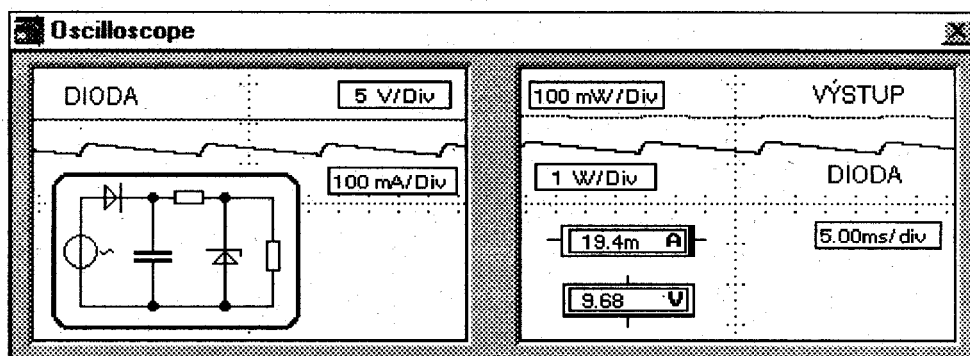 Oscilloscope
DIODA
5 V/Div
100 mA/Div
100 mW/Div
VÝSTUP
1 W/Div
DIODA
19.4m A
5.00ms/div
9.68 V